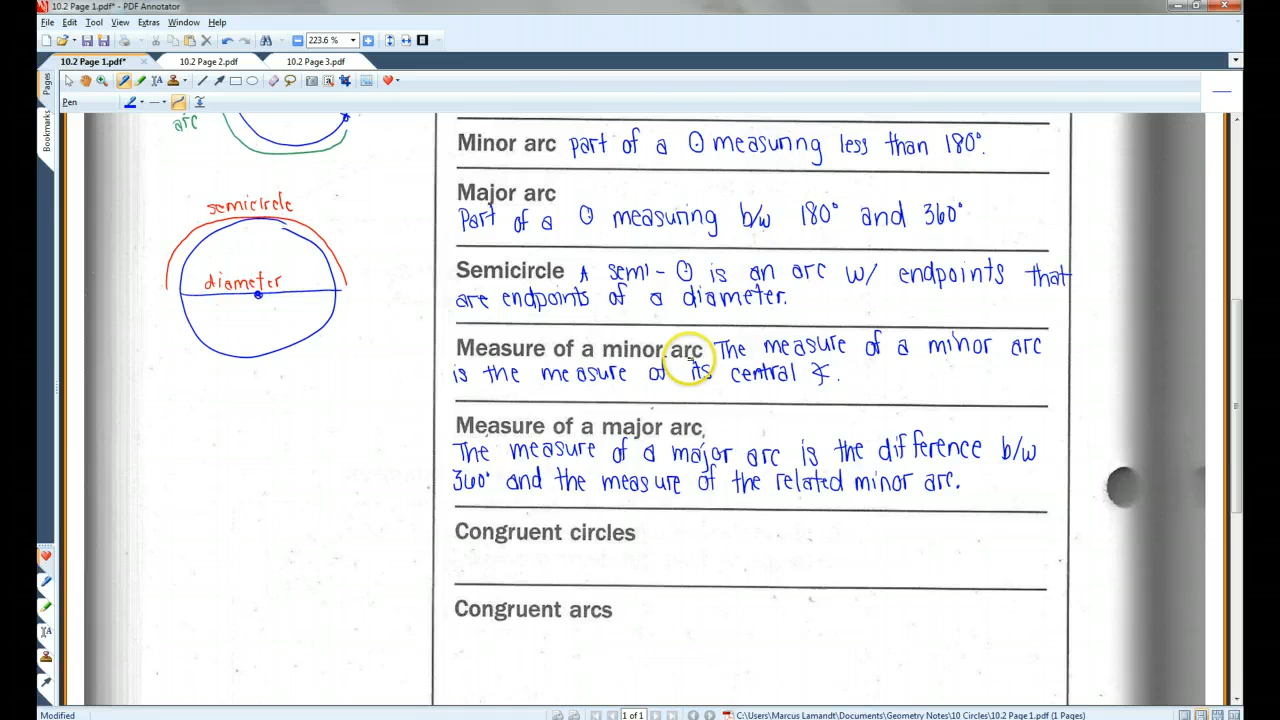 10.2 Page 1.pdf* - PDF Annotator
File Edit Tool View Extras Window Help
223.6 %
10.2 Page 1.pdf* 10.2 Page 2.pdf 10.2 Page 3.pdf
Pen
Pages
Bookmarks
arc
semicircle
diameter
Minor arc part of a ⊙ measuring less than 180°.
Major arc
Part of a ⊙ measuring b/w 180° and 360°
Semicircle A semi-⊙ is an arc w/ endpoints that
are endpoints of a diameter.
Measure of a minor arc The measure of a minor arc
is the measure of its central ∡.
Measure of a major arc
The measure of a major arc is the difference b/w
360° and the measure of the related minor arc.
Congruent circles
Congruent arcs
Modified
1 of 1
C:\Users\Marcus Lamandt\Documents\Geometry Notes\10 Circles\10.2 Page 1.pdf (1 Pages)